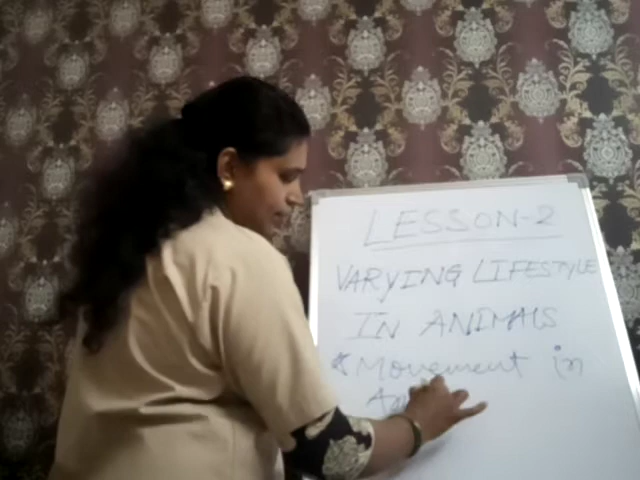 LESSON-2
VARYING LIFESTYLE
IN ANIMALS
* Movement in